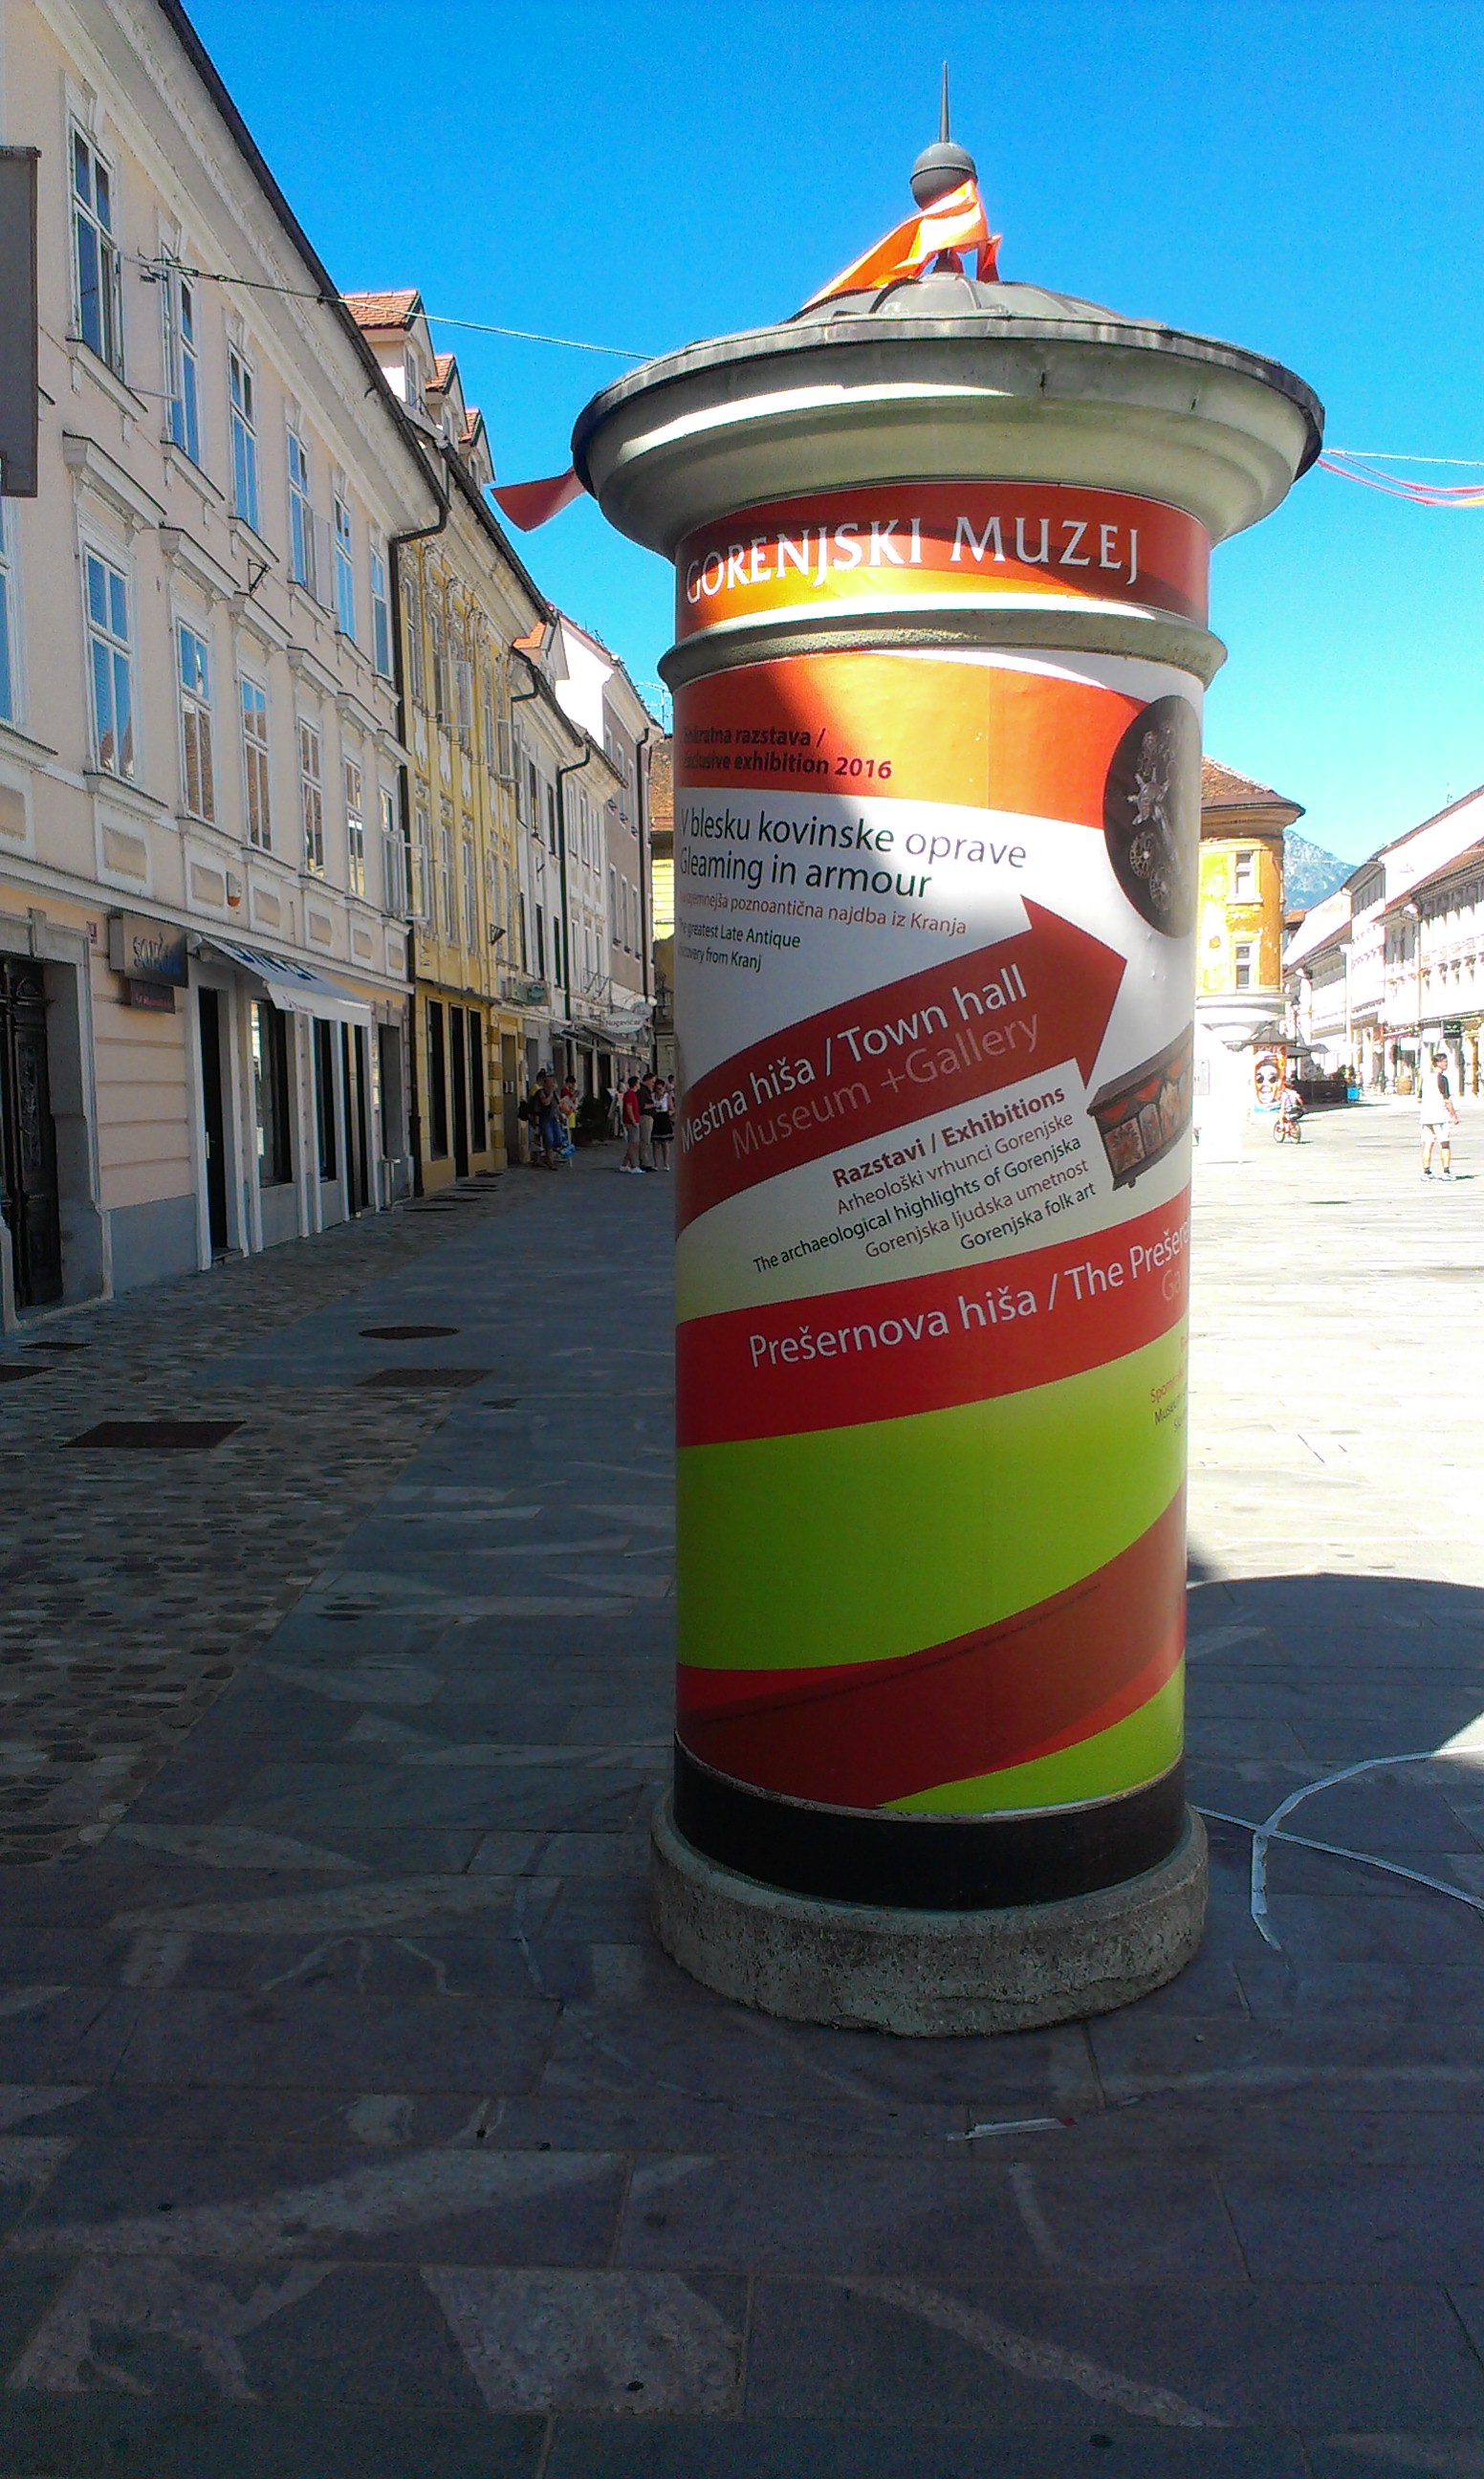 GORENJSKI MUZEJ
razstava /
exhibition 2016
V blesku kovinske oprave
Gleaming in armour
poznoantična najdba iz Kranja
greatest Late Antique
from Kranj
Mestna hiša / Town hall
Museum +Gallery
Razstavi / Exhibitions
Arheološki vrhunci Gorenjske
The archaeological highlights of Gorenjska
Gorenjska ljudska umetnost
Gorenjska folk art
Prešernova hiša / The